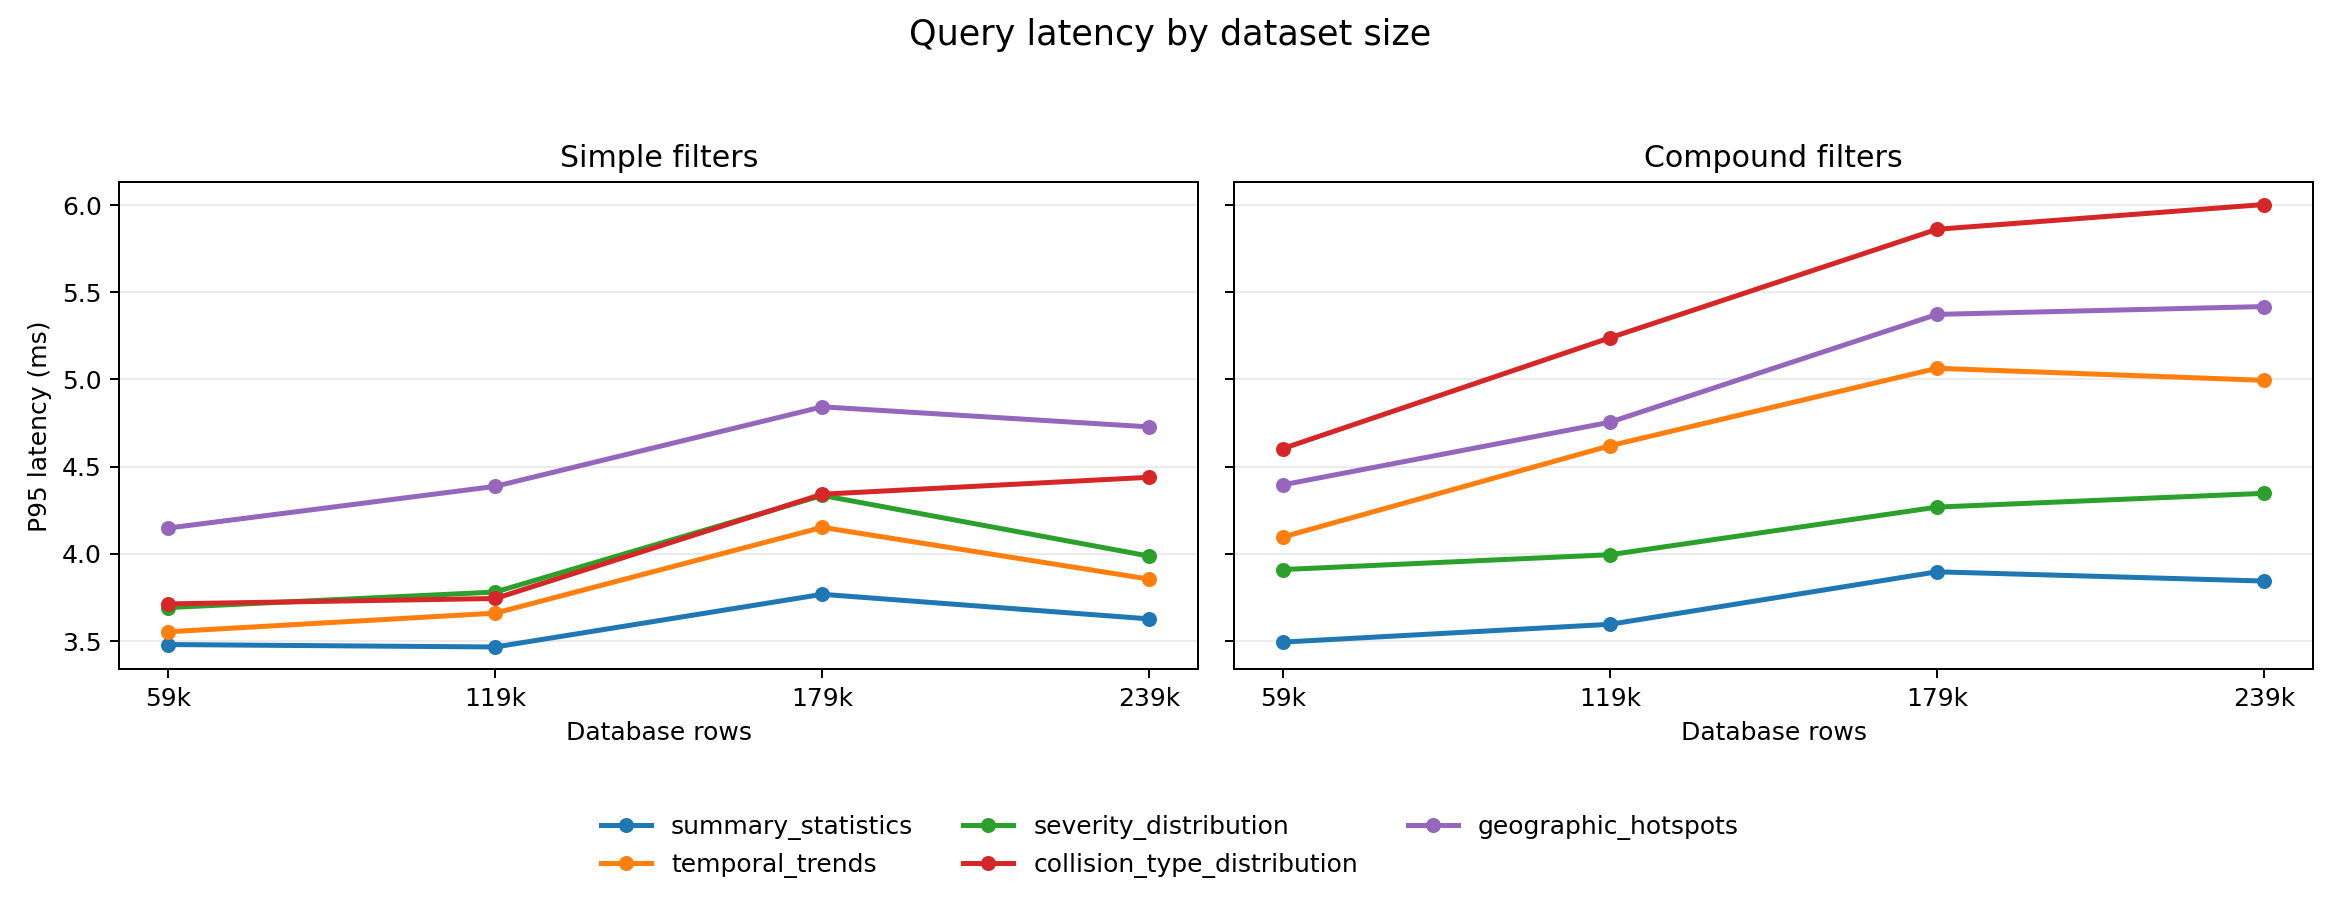 Query latency by dataset size
Simple filters
Compound filters
P95 latency (ms)
6.0
5.5
5.0
4.5
4.0
3.5
59k 119k 179k 239k
59k 119k 179k 239k
Database rows
Database rows
summary_statistics severity_distribution geographic_hotspots
temporal_trends collision_type_distribution